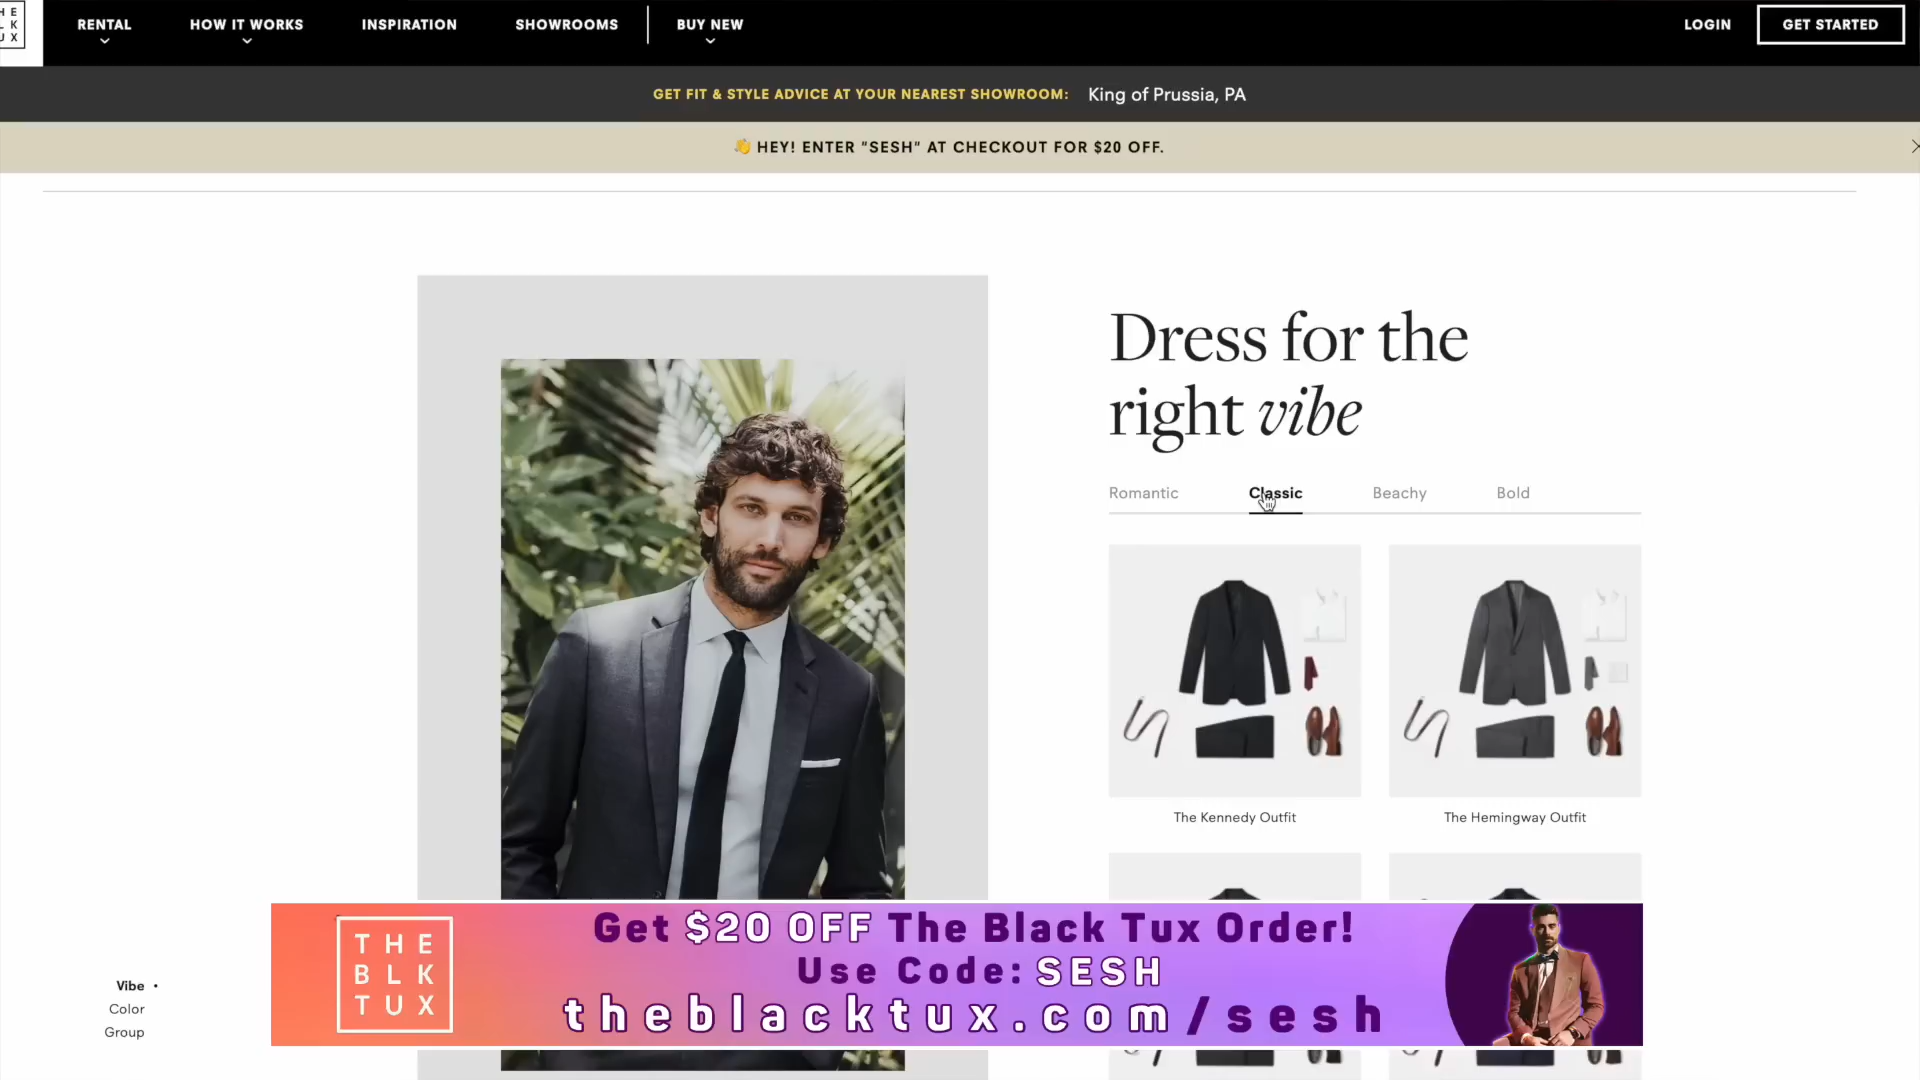 HE
LK
UX
RENTAL
HOW IT WORKS
INSPIRATION
SHOWROOMS
BUY NEW
LOGIN
GET STARTED
GET FIT & STYLE ADVICE AT YOUR NEAREST SHOWROOM: King of Prussia, PA
👋 HEY! ENTER "SESH" AT CHECKOUT FOR $20 OFF.
Dress for the
right vibe
Romantic
Classic
Beachy
Bold
The Kennedy Outfit
The Hemingway Outfit
Vibe
Color
Group
THE
BLK
TUX
Get $20 OFF The Black Tux Order!
Use Code: SESH
theblacktux.com/sesh